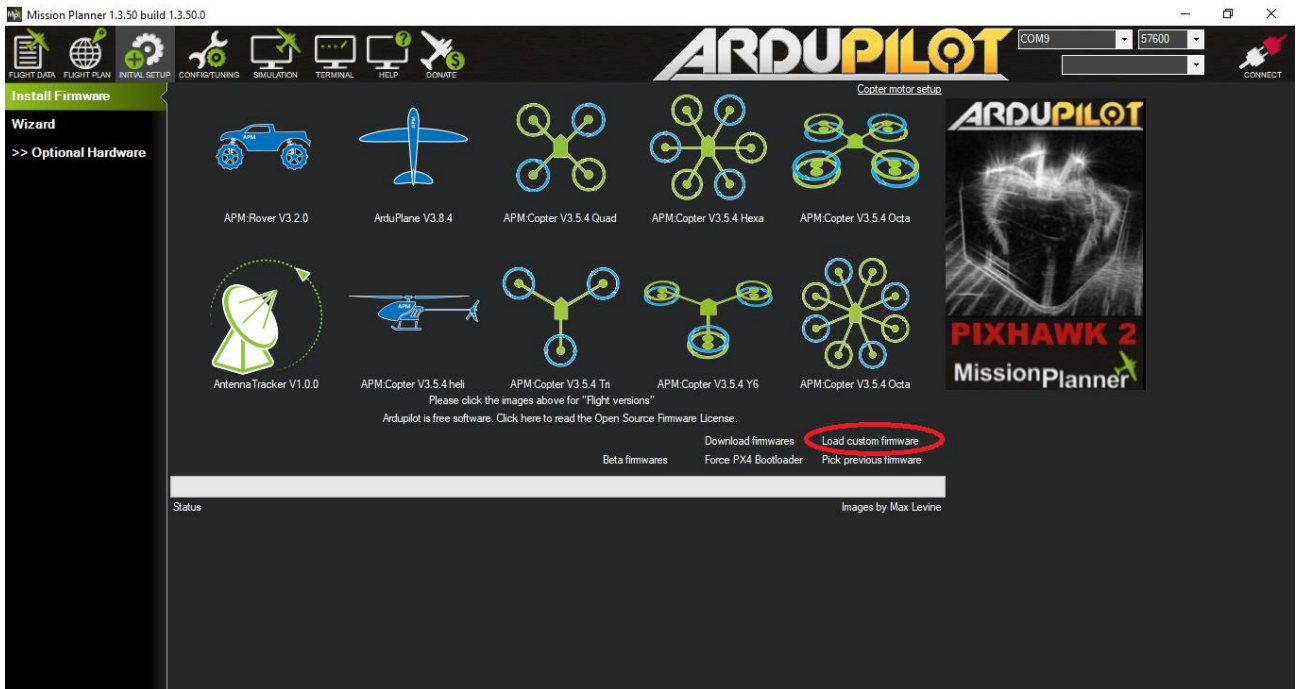 Mission Planner 1.3.50 build 1.3.50.0
FLIGHT DATA FLIGHT PLAN INITIAL SETUP CONFIG/TUNING SIMULATION TERMINAL HELP DONATE
ARDUPILOT
COM9 57600
CONNECT
Install Firmware
Wizard
>> Optional Hardware
Copter motor setup
APM:Rover V3.2.0 ArduPlane V3.8.4 APM:Copter V3.5.4 Quad APM:Copter V3.5.4 Hexa APM:Copter V3.5.4 Octa
AntennaTracker V1.0.0 APM:Copter V3.5.4 heli APM:Copter V3.5.4 Tri APM:Copter V3.5.4 Y6 APM:Copter V3.5.4 Octa
ARDUPILOT
PIXHAWK 2
MissionPlanner
Please click the images above for "Flight versions"
Ardupilot is free software. Click here to read the Open Source Firmware License.
Download firmwares Load custom firmware
Beta firmwares Force PX4 Bootloader Pick previous firmware
Status Images by Max Levine